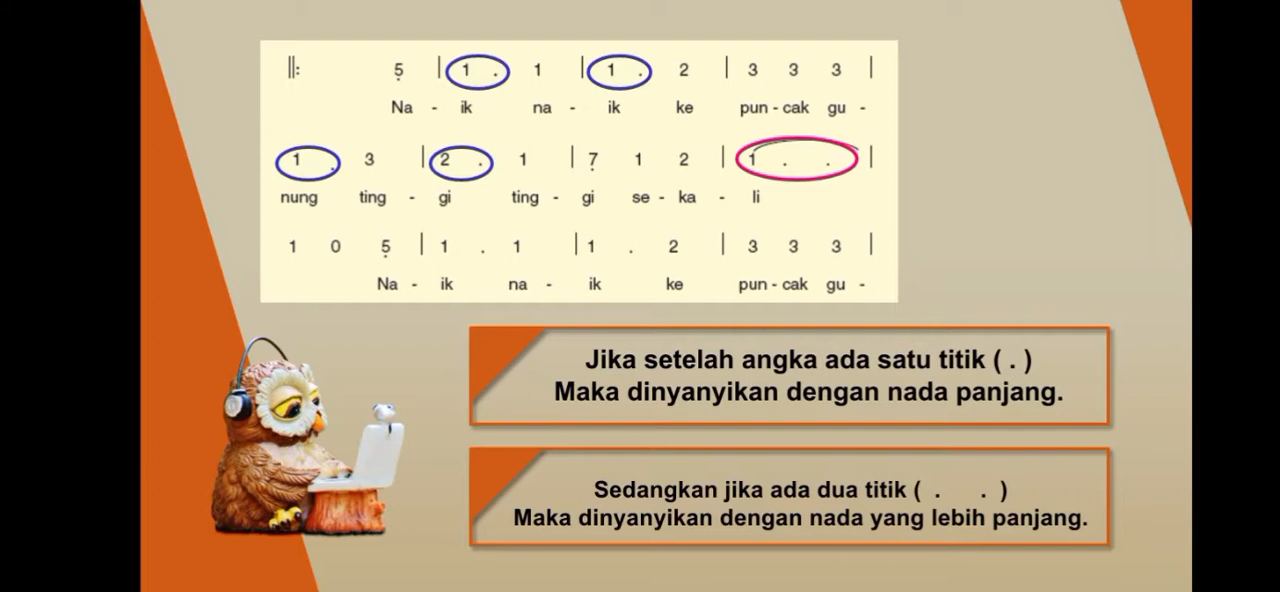 ‖: 5̣ | 1 . 1 | 1 . 2 | 3 3 3 |
Na - ik na - ik ke pun - cak gu -
1 . 3 | 2 . 1 | 7̣ 1 2 | 1 . . |
nung ting - gi ting - gi se - ka - li
1 0 5̣ | 1 . 1 | 1 . 2 | 3 3 3 |
Na - ik na - ik ke pun - cak gu -
Jika setelah angka ada satu titik ( . )
Maka dinyanyikan dengan nada panjang.
Sedangkan jika ada dua titik ( . . )
Maka dinyanyikan dengan nada yang lebih panjang.